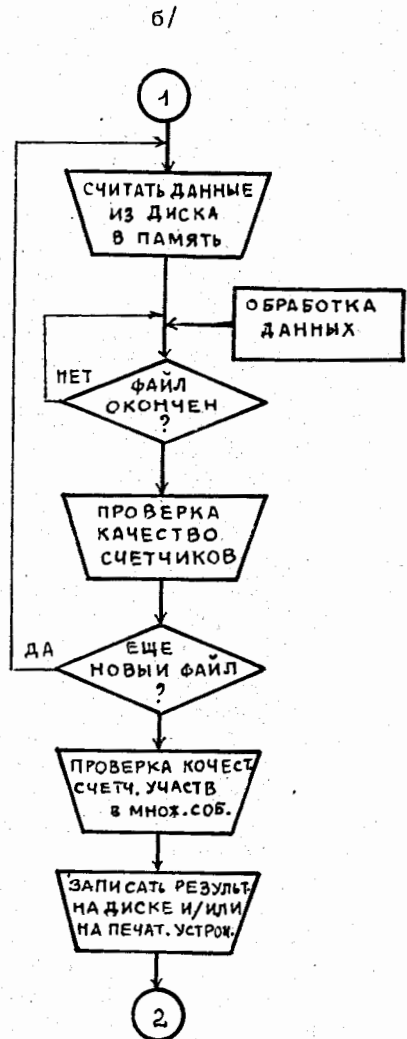 б/
1
СЧИТАТЬ ДАННЫЕ
ИЗ ДИСКА
В ПАМЯТЬ
ОБРАБОТКА
ДАННЫХ
НЕТ
ФАЙЛ
ОКОНЧЕН
?
ПРОВЕРКА
КАЧЕСТВО
СЧЕТЧИКОВ
ДА
ЕЩЕ
НОВЫЙ ФАЙЛ
?
ПРОВЕРКА КОЧЕСТ.
СЧЕТЧ. УЧАСТВ
В МНОЖ. СОБ.
ЗАПИСАТЬ РЕЗУЛЬТ.
НА ДИСКЕ И/ИЛИ
НА ПЕЧАТ. УСТРОЙ.
2